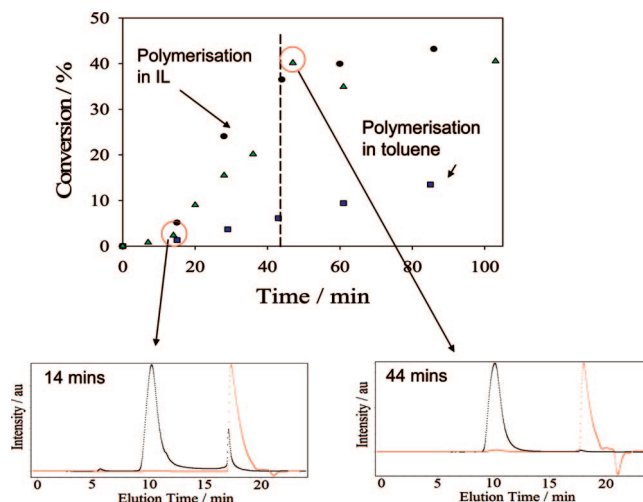 50
40
30
20
10
0
Conversion / %
Polymerisation
in IL
Polymerisation
in toluene
0 20 40 60 80 100
Time / min
14 mins
Intensity / au
0 5 10 15 20
Elution Time / min
44 mins
Intensity / au
0 5 10 15 20
Elution Time / min